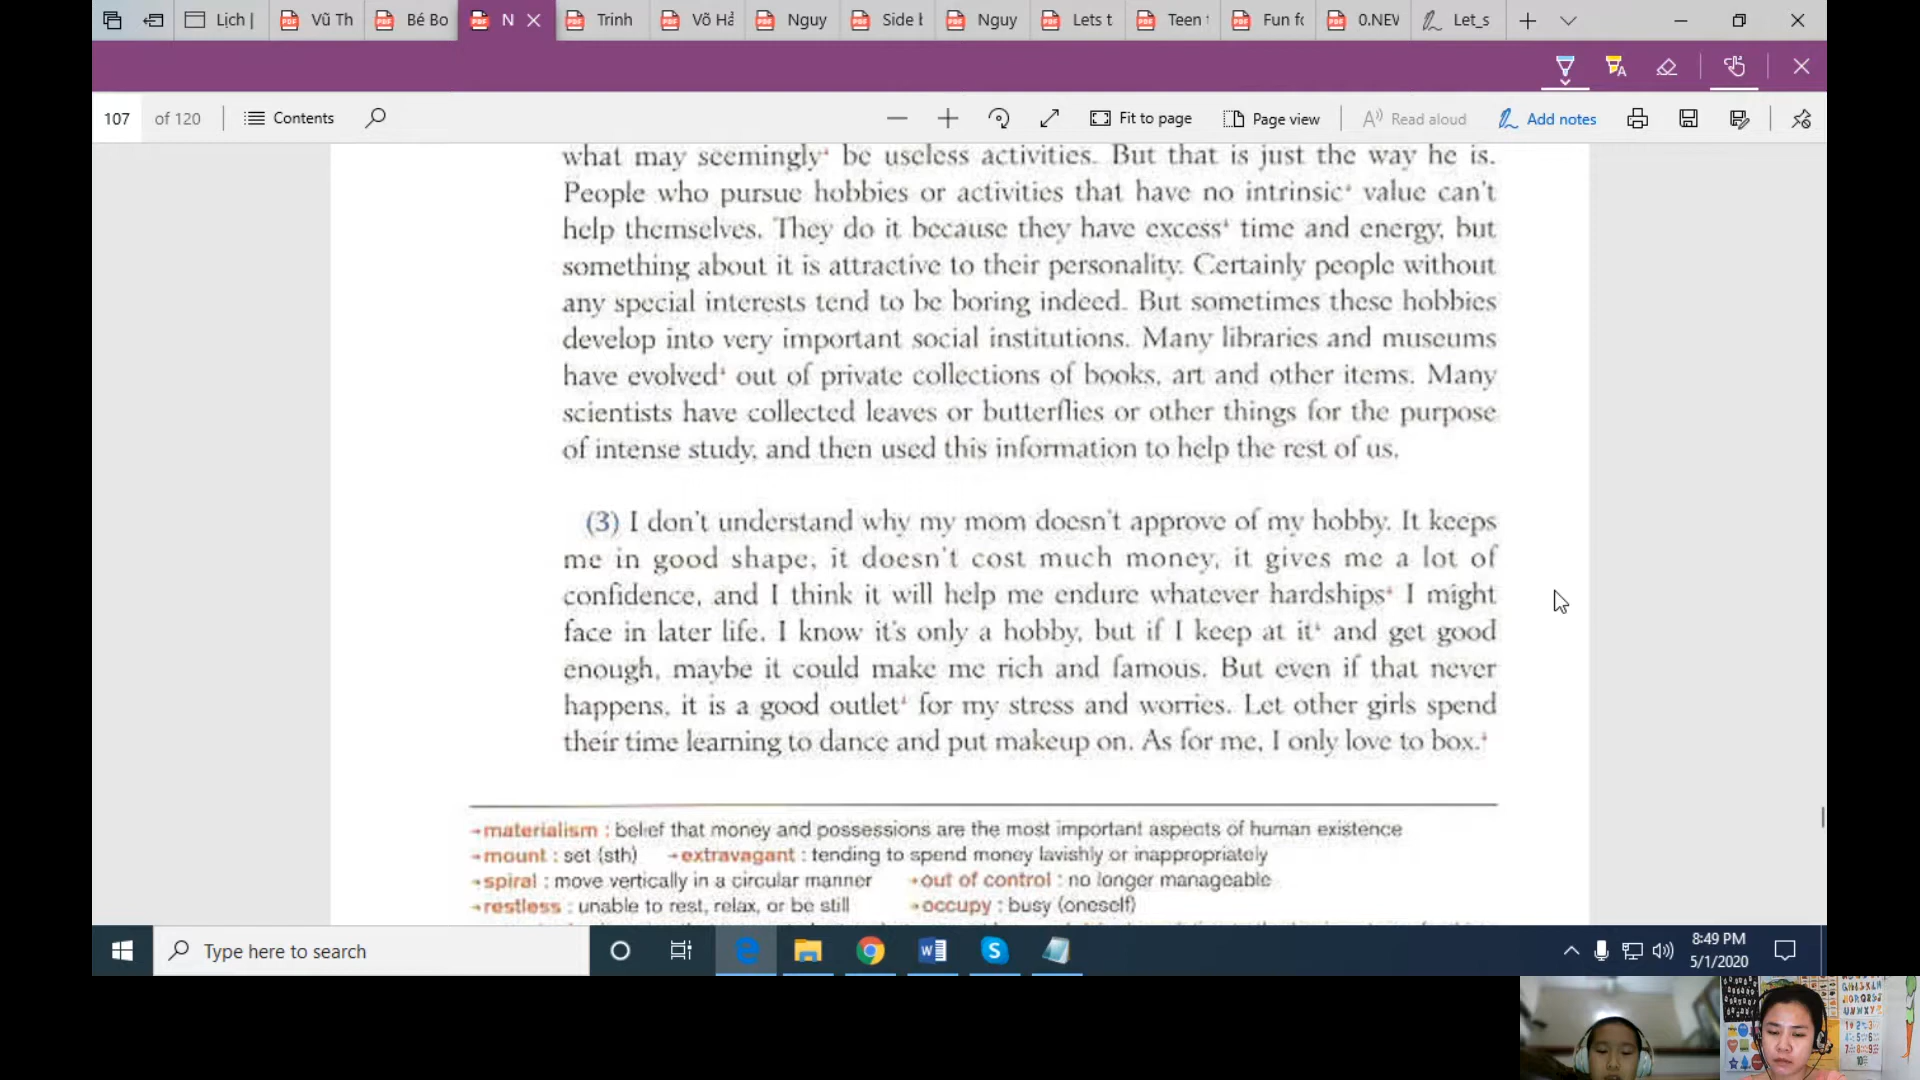 Lịch |
Vũ Th
Bé Bo
N
Trinh
Võ Hả
Nguy
Side b
Nguy
Lets t
Teen
Fun fo
0.NEV
Let_s
107 of 120 Contents
Fit to page Page view Read aloud Add notes
what may seemingly be useless activities. But that is just the way he is.
People who pursue hobbies or activities that have no intrinsic value can't
help themselves. They do it because they have excess time and energy, but
something about it is attractive to their personality. Certainly people without
any special interests tend to be boring indeed. But sometimes these hobbies
develop into very important social institutions. Many libraries and museums
have evolved out of private collections of books, art and other items. Many
scientists have collected leaves or butterflies or other things for the purpose
of intense study, and then used this information to help the rest of us.
(3) I don't understand why my mom doesn't approve of my hobby. It keeps
me in good shape, it doesn't cost much money, it gives me a lot of
confidence, and I think it will help me endure whatever hardships I might
face in later life. I know it's only a hobby, but if I keep at it and get good
enough, maybe it could make me rich and famous. But even if that never
happens, it is a good outlet for my stress and worries. Let other girls spend
their time learning to dance and put makeup on. As for me, I only love to box.
materialism : belief that money and possessions are the most important aspects of human existence
mount : set (sth) extravagant : tending to spend money lavishly or inappropriately
spiral : move vertically in a circular manner out of control : no longer manageable
restless : unable to rest, relax, or be still occupy : busy (oneself)
Type here to search
8:49 PM
5/1/2020